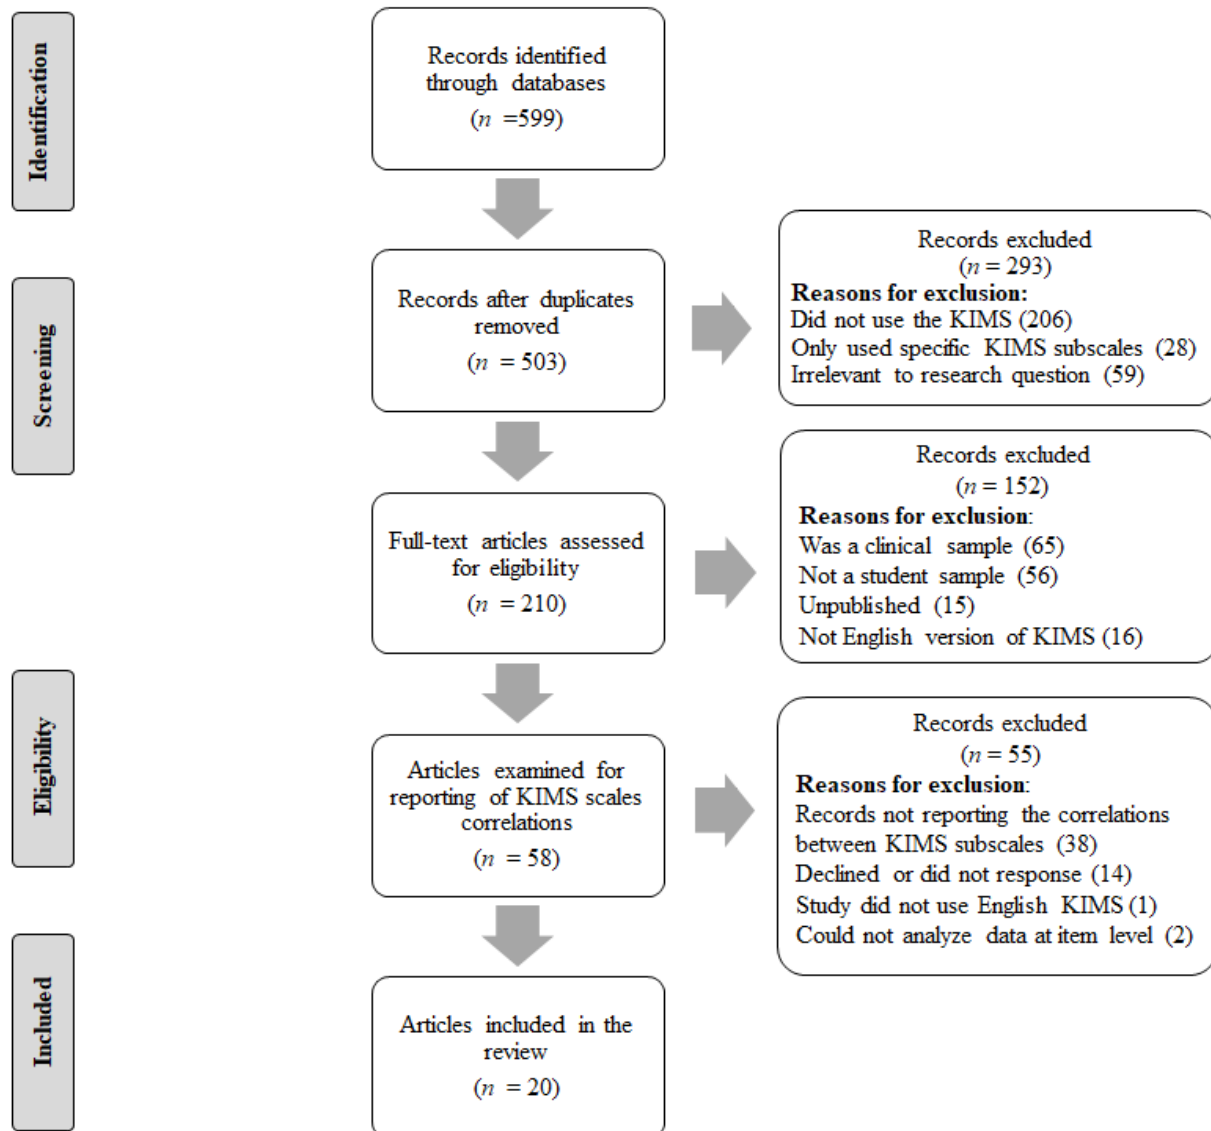 Identification
Records identified
through databases
(n =599)
Screening
Records after duplicates
removed
(n = 503)
Records excluded
(n = 293)
Reasons for exclusion:
Did not use the KIMS (206)
Only used specific KIMS subscales (28)
Irrelevant to research question (59)
Full-text articles assessed
for eligibility
(n = 210)
Records excluded
(n = 152)
Reasons for exclusion:
Was a clinical sample (65)
Not a student sample (56)
Unpublished (15)
Not English version of KIMS (16)
Eligibility
Articles examined for
reporting of KIMS scales
correlations
(n = 58)
Records excluded
(n = 55)
Reasons for exclusion:
Records not reporting the correlations
between KIMS subscales (38)
Declined or did not response (14)
Study did not use English KIMS (1)
Could not analyze data at item level (2)
Included
Articles included in the
review
(n = 20)